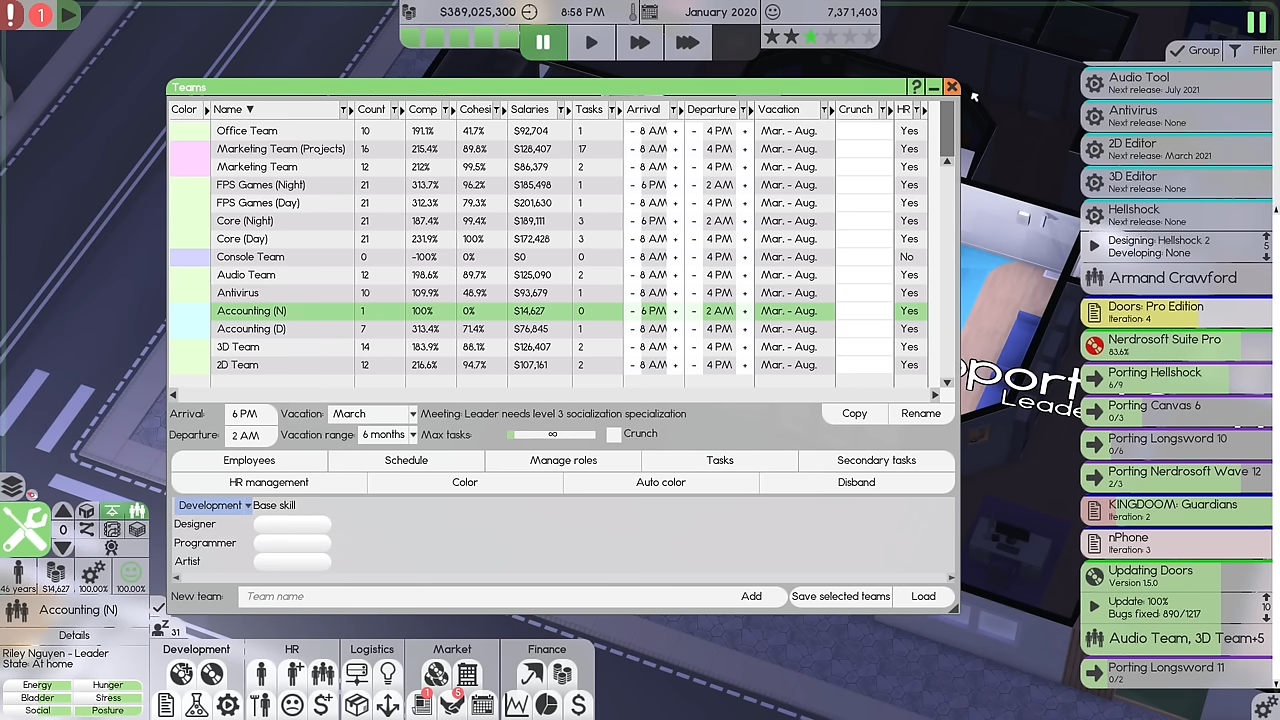 1
$389,025,300 8:58 PM January 2020 7,371,403
Group Filter
Teams ?
Color Name Count Comp Cohesi Salaries Tasks Arrival Departure Vacation Crunch HR
Office Team 10 191.1% 41.7% $92,704 1 - 8 AM + - 4 PM + Mar. - Aug. Yes
Marketing Team (Projects) 16 215.4% 89.8% $128,407 17 - 8 AM + - 4 PM + Mar. - Aug. Yes
Marketing Team 12 212% 99.5% $86,379 2 - 8 AM + - 4 PM + Mar. - Aug. Yes
FPS Games (Night) 21 313.7% 96.2% $185,498 1 - 6 PM + - 2 AM + Mar. - Aug. Yes
FPS Games (Day) 21 312.3% 79.3% $201,630 1 - 8 AM + - 4 PM + Mar. - Aug. Yes
Core (Night) 21 187.4% 99.4% $189,111 3 - 6 PM + - 2 AM + Mar. - Aug. Yes
Core (Day) 21 231.9% 100% $172,428 3 - 8 AM + - 4 PM + Mar. - Aug. Yes
Console Team 0 -100% 0% $0 0 - 8 AM + - 4 PM + Mar. - Aug. No
Audio Team 12 198.6% 89.7% $125,090 2 - 8 AM + - 4 PM + Mar. - Aug. Yes
Antivirus 10 109.9% 48.9% $93,679 1 - 8 AM + - 4 PM + Mar. - Aug. Yes
Accounting (N) 1 100% 0% $14,627 0 - 6 PM + - 2 AM + Mar. - Aug. Yes
Accounting (D) 7 313.4% 71.4% $76,845 1 - 8 AM + - 4 PM + Mar. - Aug. Yes
3D Team 14 183.9% 85.1% $126,407 2 - 8 AM + - 4 PM + Mar. - Aug. Yes
2D Team 12 216.6% 94.7% $107,161 2 - 8 AM + - 4 PM + Mar. - Aug. Yes
Arrival: 6 PM Vacation: March Meeting: Leader needs level 3 socialization specialization Copy Rename
Departure: 2 AM Vacation range: 6 months Max tasks: ∞ Crunch
Employees Schedule Manage roles Tasks Secondary tasks
HR management Color Auto color Disband
Development Base skill
Designer
Programmer
Artist
New team: Team name Add Save selected teams Load
Audio Tool
Next release: July 2021
Antivirus
Next release: None
2D Editor
Next release: March 2021
3D Editor
Next release: None
Hellshock
Next release: None
Designing: Hellshock 2
Developing: None
5
Armand Crawford
Doors: Pro Edition
Iteration: 4
Nerdrosoft Suite Pro
83.6%
Porting Hellshock
6/9
Porting Canvas 6
0/3
Porting Longsword 10
0/6
Porting Nerdrosoft Wave 12
2/3
KINGDOOM: Guardians
Iteration: 2
nPhone
Iteration: 3
Updating Doors
Version 1.5.0
Update: 100%
Bugs fixed: 890/1217
10
Audio Team, 3D Team+5
Porting Longsword 11
0/2
0
46 years $14,627 100.00% 100.00%
Accounting (N)
Details
Riley Nguyen - Leader
State: At home
Energy Hunger
Bladder Stress
Social Posture
31
Development HR Logistics Market Finance
1 5